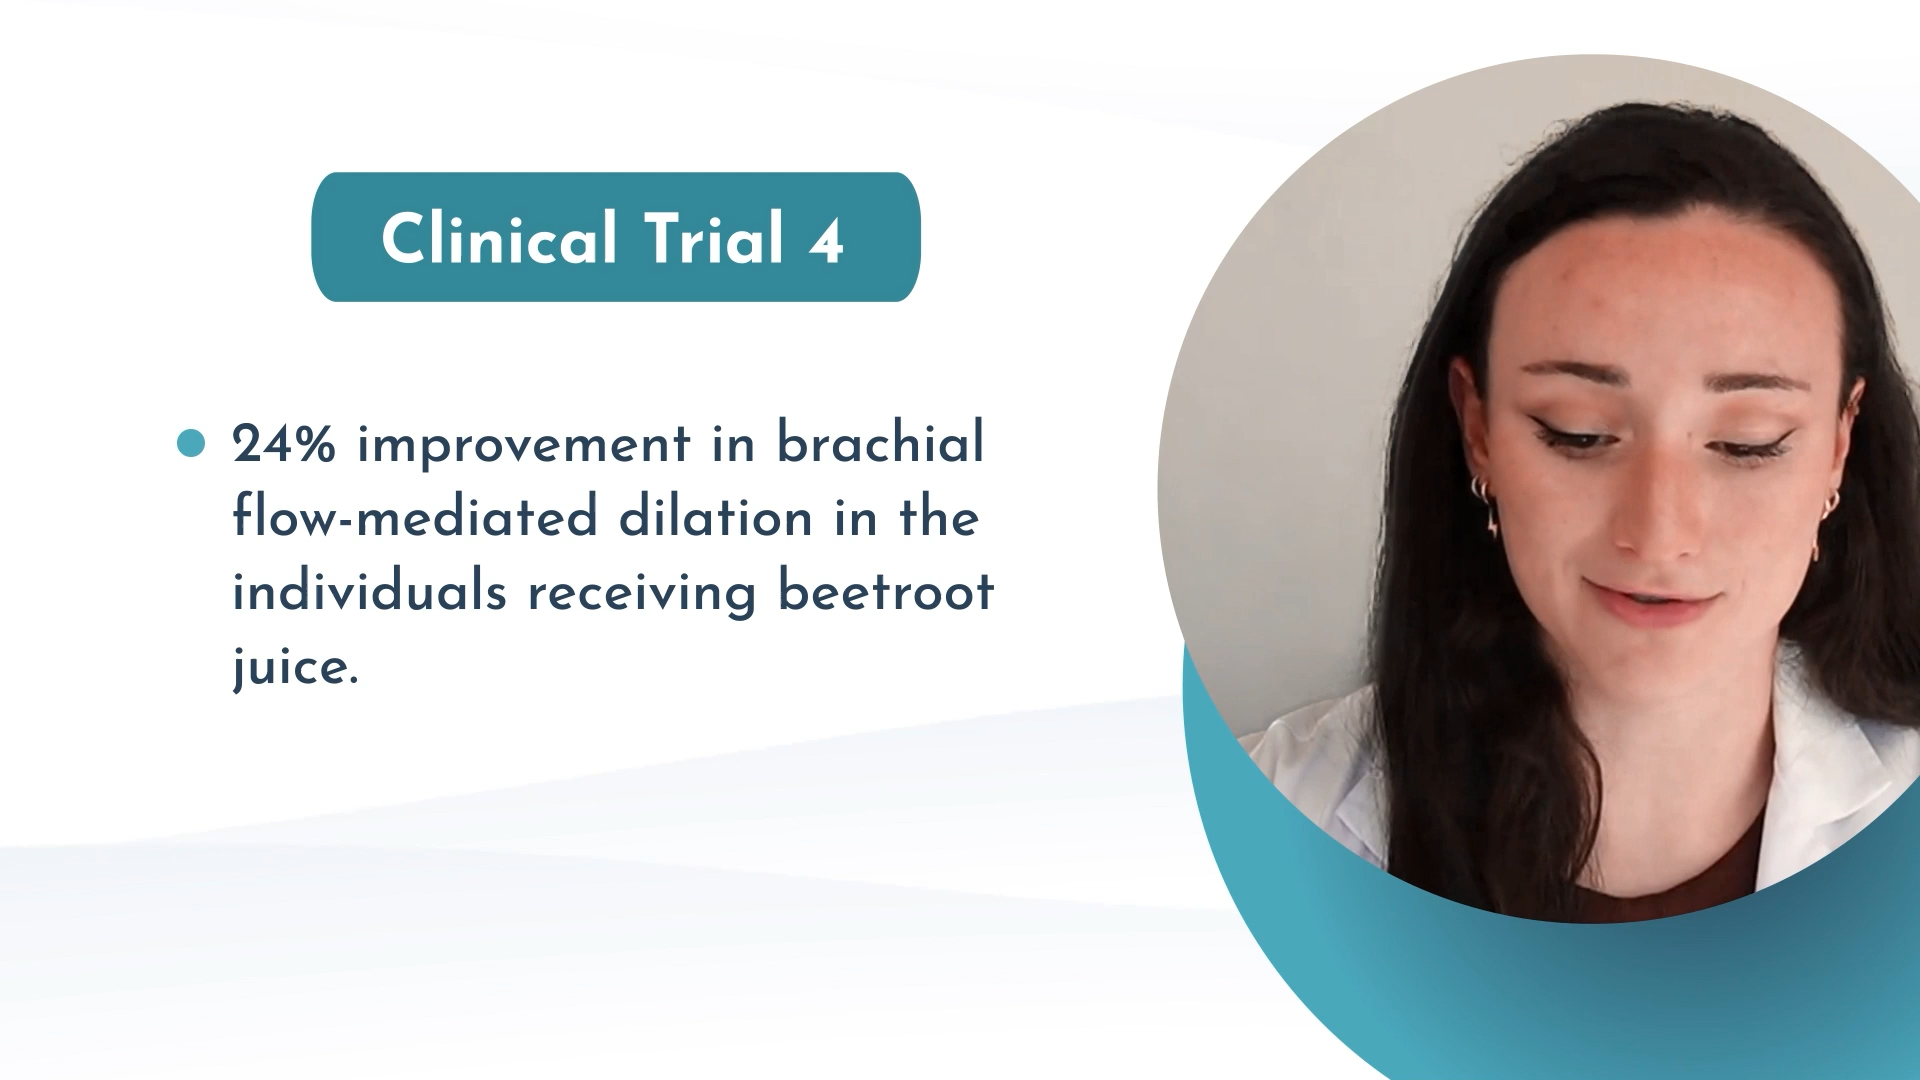 Clinical Trial 4
24% improvement in brachial
flow-mediated dilation in the
individuals receiving beetroot
juice.